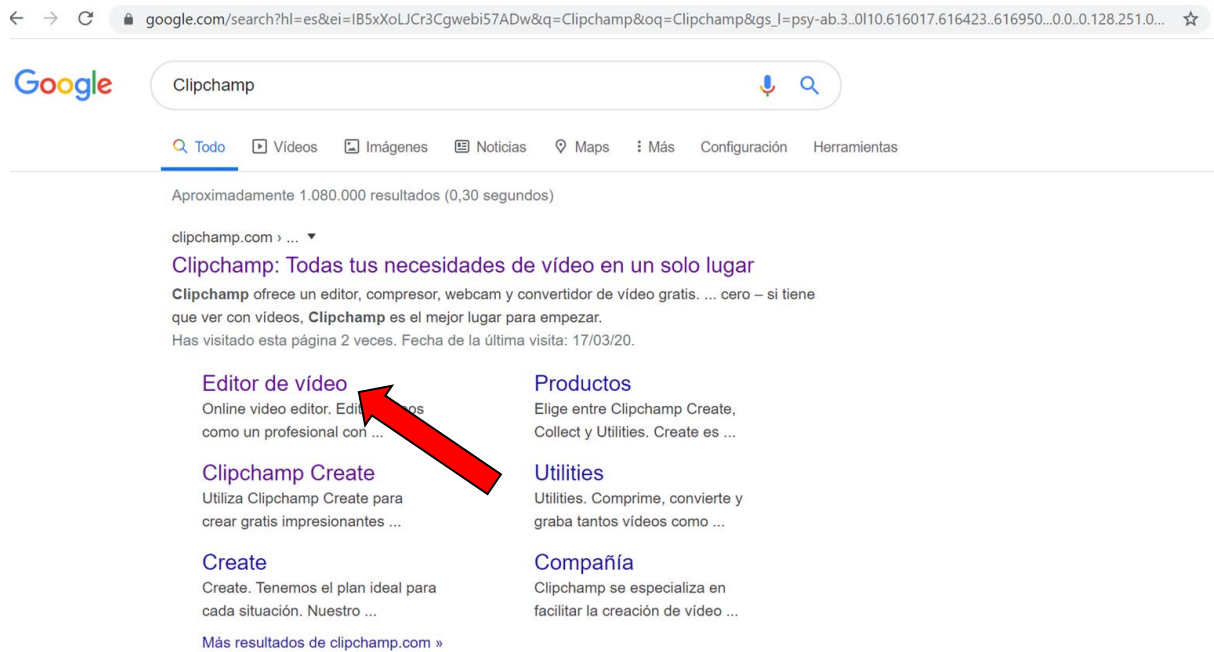 google.com/search?hl=es&ei=IB5xXoLJCr3Cgwebi57ADw&q=Clipchamp&oq=Clipchamp&gs_l=psy-ab.3..0l10.616017.616423..616950...0.0..0.128.251.0...
Google
Clipchamp
Todo Vídeos Imágenes Noticias Maps Más Configuración Herramientas
Aproximadamente 1.080.000 resultados (0,30 segundos)
clipchamp.com › ...
Clipchamp: Todas tus necesidades de vídeo en un solo lugar
Clipchamp ofrece un editor, compresor, webcam y convertidor de vídeo gratis. ... cero – si tiene
que ver con vídeos, Clipchamp es el mejor lugar para empezar.
Has visitado esta página 2 veces. Fecha de la última visita: 17/03/20.
Editor de vídeo
Online video editor.
como un profesional con ...
Productos
Elige entre Clipchamp Create,
Collect y Utilities. Create es ...
Clipchamp Create
Utiliza Clipchamp Create para
crear gratis impresionantes ...
Utilities
Utilities. Comprime, convierte y
graba tantos vídeos como ...
Create
Create. Tenemos el plan ideal para
cada situación. Nuestro ...
Compañía
Clipchamp se especializa en
facilitar la creación de vídeo ...
Más resultados de clipchamp.com »